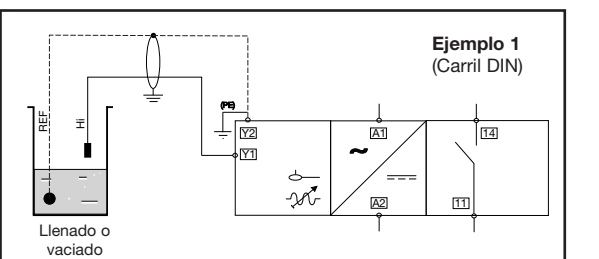 Ejemplo 1
(Carril DIN)
REF
Hi
(PE)
Y2
Y1
A1
A2
14
11
Llenado o
vaciado